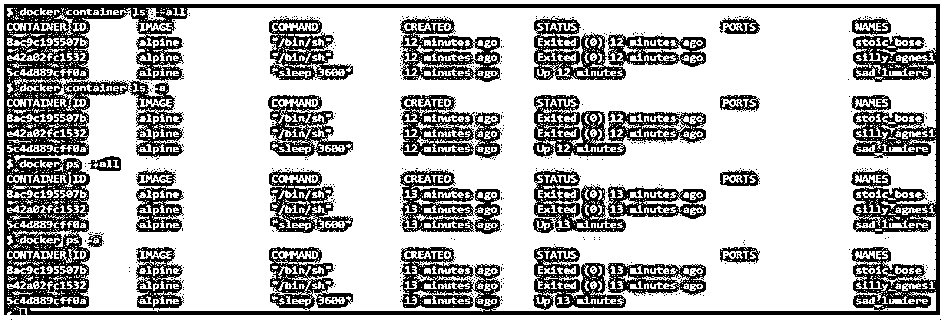 $ docker container ls --all
CONTAINER ID IMAGE COMMAND CREATED STATUS PORTS NAMES
8ac9c195507b alpine "/bin/sh" 12 minutes ago Exited (0) 12 minutes ago stoic_bose
e42a02fc1532 alpine "/bin/sh" 12 minutes ago Exited (0) 12 minutes ago silly_agnesi
5c4d889cff0a alpine "sleep 3600" 12 minutes ago Up 12 minutes sad_lumiere
$ docker container ls -a
CONTAINER ID IMAGE COMMAND CREATED STATUS PORTS NAMES
8ac9c195507b alpine "/bin/sh" 12 minutes ago Exited (0) 12 minutes ago stoic_bose
e42a02fc1532 alpine "/bin/sh" 12 minutes ago Exited (0) 12 minutes ago silly_agnesi
5c4d889cff0a alpine "sleep 3600" 12 minutes ago Up 12 minutes sad_lumiere
$ docker ps --all
CONTAINER ID IMAGE COMMAND CREATED STATUS PORTS NAMES
8ac9c195507b alpine "/bin/sh" 13 minutes ago Exited (0) 13 minutes ago stoic_bose
e42a02fc1532 alpine "/bin/sh" 13 minutes ago Exited (0) 13 minutes ago silly_agnesi
5c4d889cff0a alpine "sleep 3600" 13 minutes ago Up 13 minutes sad_lumiere
$ docker ps -a
CONTAINER ID IMAGE COMMAND CREATED STATUS PORTS NAMES
8ac9c195507b alpine "/bin/sh" 13 minutes ago Exited (0) 13 minutes ago stoic_bose
e42a02fc1532 alpine "/bin/sh" 13 minutes ago Exited (0) 13 minutes ago silly_agnesi
5c4d889cff0a alpine "sleep 3600" 13 minutes ago Up 13 minutes sad_lumiere